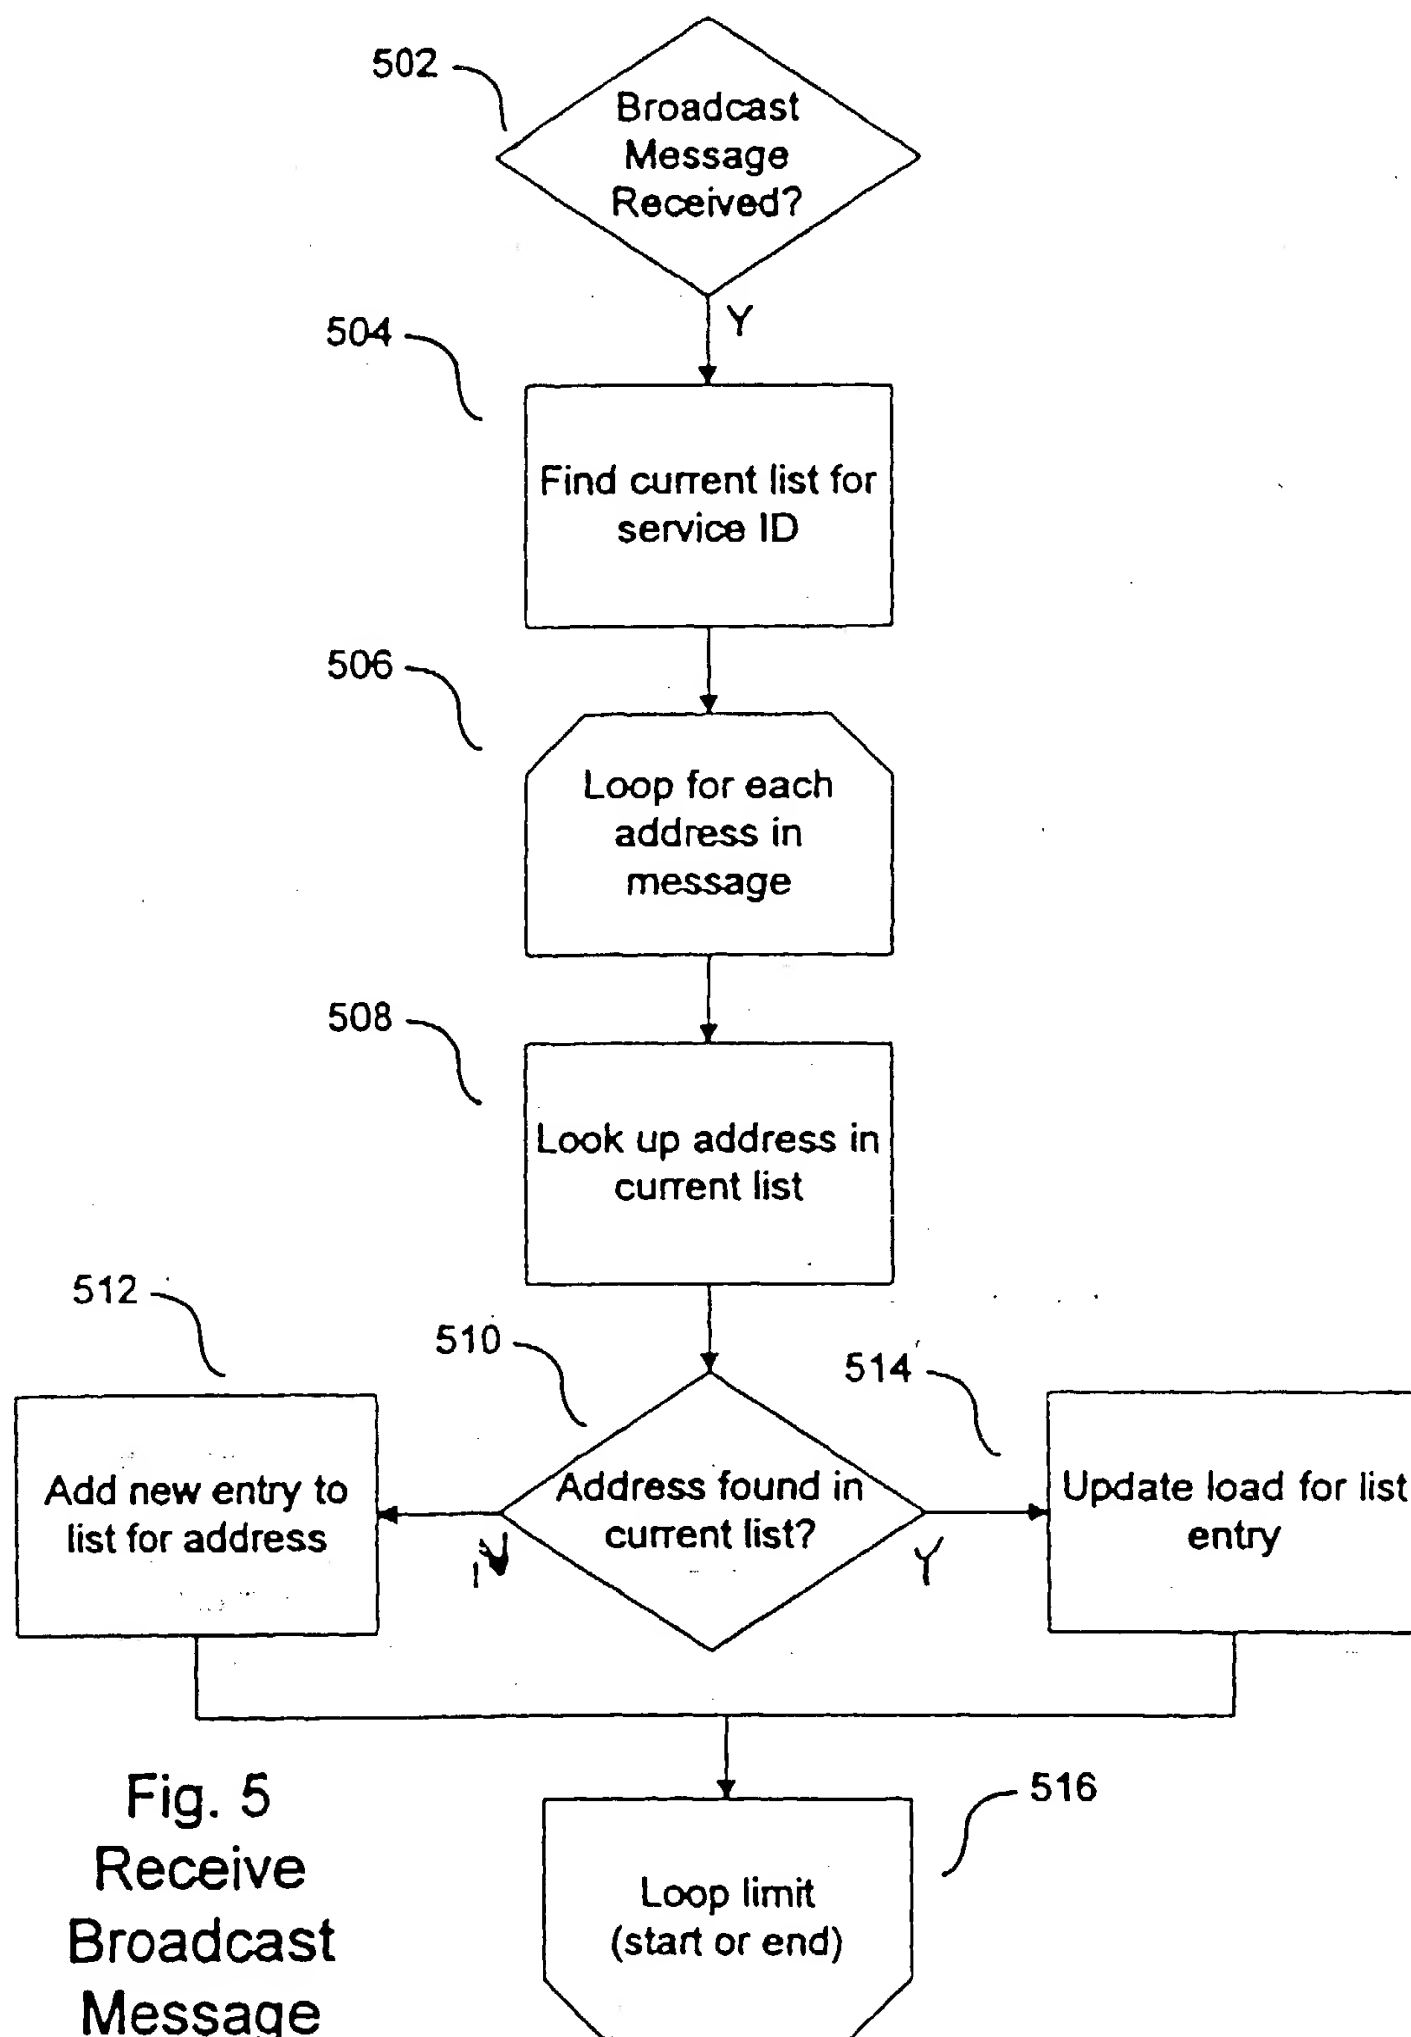 502
Broadcast
Message
Received?
Y
504
Find current list for
service ID
506
Loop for each
address in
message
508
Look up address in
current list
512
510
514
Add new entry to
list for address
Address found in
current list?
Update load for list
entry
N
Y
516
Loop limit
(start or end)
Fig. 5
Receive
Broadcast
Message